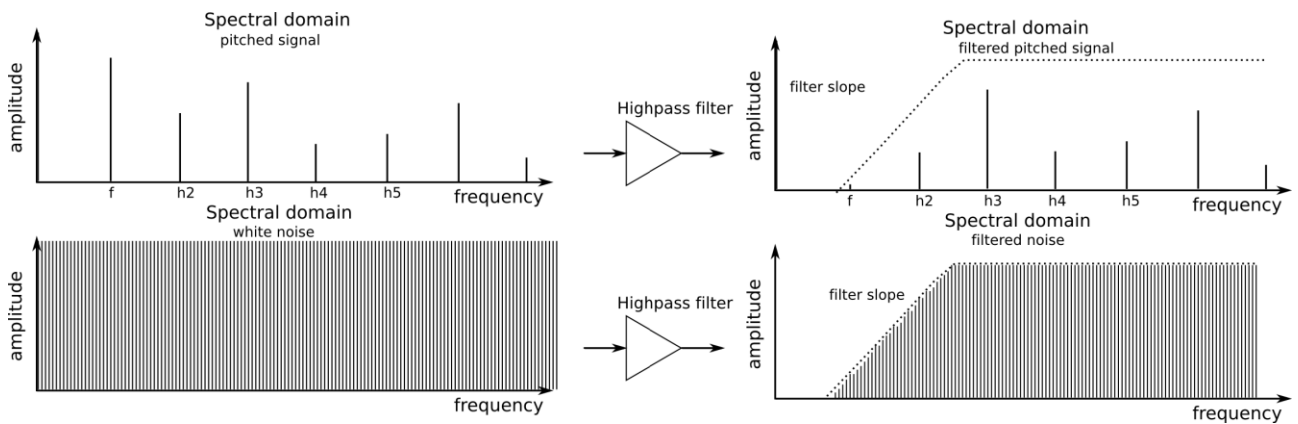 Spectral domain
pitched signal
amplitude
f h2 h3 h4 h5
frequency
Highpass filter
Spectral domain
filtered pitched signal
filter slope
amplitude
f h2 h3 h4 h5
frequency
Spectral domain
white noise
amplitude
frequency
Highpass filter
Spectral domain
filtered noise
filter slope
amplitude
frequency